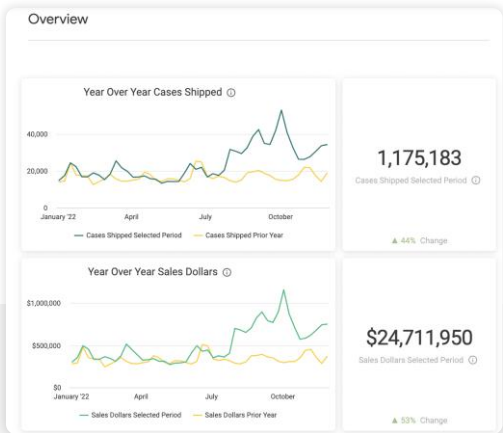 Overview
Year Over Year Cases Shipped
40,000
20,000
0
January '22 April July October
Cases Shipped Selected Period Cases Shipped Prior Year
1,175,183
Cases Shipped Selected Period
▲ 44% Change
Year Over Year Sales Dollars
$1,000,000
$500,000
$0
January '22 April July October
Sales Dollars Selected Period Sales Dollars Prior Year
$24,711,950
Sales Dollars Selected Period
▲ 53% Change